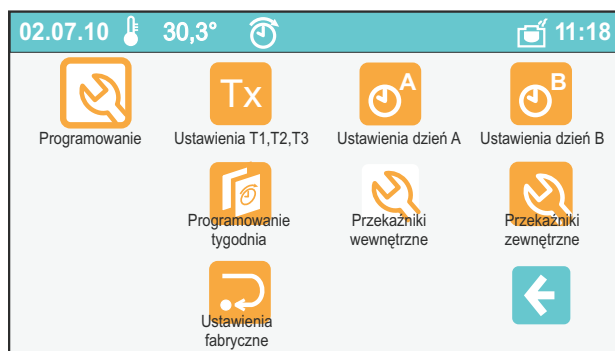 02.07.10 30,3° 11:18
Tx A B
Programowanie Ustawienia T1,T2,T3 Ustawienia dzień A Ustawienia dzień B
Programowanie Przekaźniki Przekaźniki
tygodnia wewnętrzne zewnętrzne
Ustawienia
fabryczne